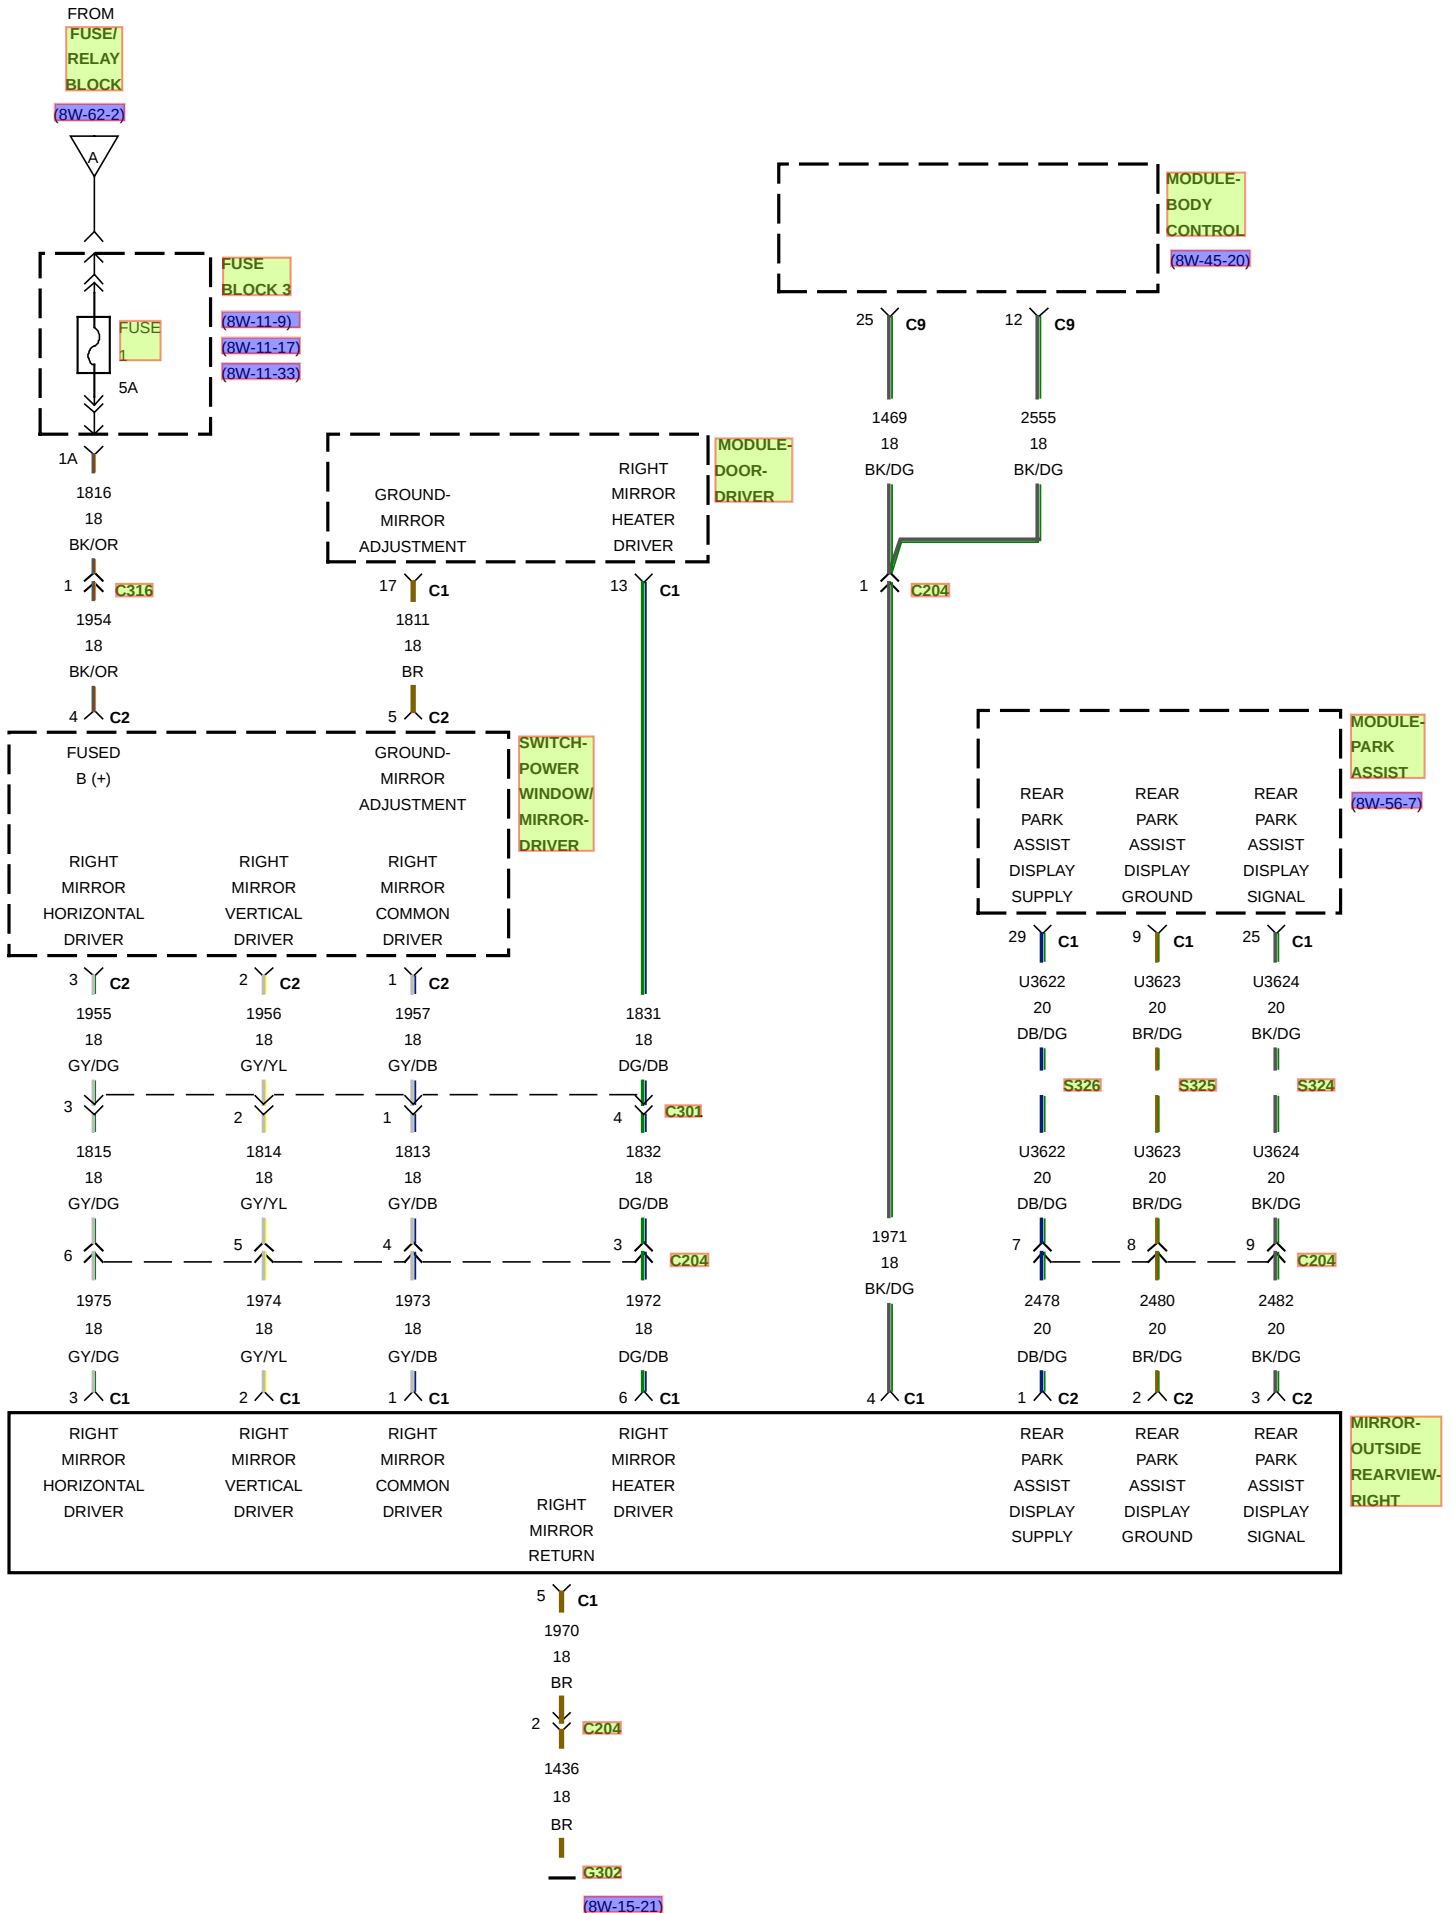 FROM
FUSE/
RELAY
BLOCK
(8W-62-2)
A
FUSE
BLOCK 3
(8W-11-9)
(8W-11-17)
(8W-11-33)
FUSE
1
5A
1A
1816
18
BK/OR
1 C316
1954
18
BK/OR
4 C2
MODULE-
DOOR-
DRIVER
GROUND-
MIRROR
ADJUSTMENT
RIGHT
MIRROR
HEATER
DRIVER
17 C1
13 C1
1811
18
BR
5 C2
MODULE-
BODY
CONTROL
(8W-45-20)
25 C9
12 C9
1469
18
BK/DG
2555
18
BK/DG
1 C204
SWITCH-
POWER
WINDOW/
MIRROR-
DRIVER
FUSED
B (+)
GROUND-
MIRROR
ADJUSTMENT
RIGHT
MIRROR
HORIZONTAL
DRIVER
RIGHT
MIRROR
VERTICAL
DRIVER
RIGHT
MIRROR
COMMON
DRIVER
MODULE-
PARK
ASSIST
(8W-56-7)
REAR
PARK
ASSIST
DISPLAY
SUPPLY
REAR
PARK
ASSIST
DISPLAY
GROUND
REAR
PARK
ASSIST
DISPLAY
SIGNAL
3 C2
2 C2
1 C2
29 C1
9 C1
25 C1
1955
18
GY/DG
1956
18
GY/YL
1957
18
GY/DB
1831
18
DG/DB
U3622
20
DB/DG
U3623
20
BR/DG
U3624
20
BK/DG
3
2
1
4 C301
S326
S325
S324
1815
18
GY/DG
1814
18
GY/YL
1813
18
GY/DB
1832
18
DG/DB
U3622
20
DB/DG
U3623
20
BR/DG
U3624
20
BK/DG
6
5
4
3 C204
7
8
9 C204
1975
18
GY/DG
1974
18
GY/YL
1973
18
GY/DB
1972
18
DG/DB
1971
18
BK/DG
2478
20
DB/DG
2480
20
BR/DG
2482
20
BK/DG
3 C1
2 C1
1 C1
6 C1
4 C1
1 C2
2 C2
3 C2
MIRROR-
OUTSIDE
REARVIEW-
RIGHT
RIGHT
MIRROR
HORIZONTAL
DRIVER
RIGHT
MIRROR
VERTICAL
DRIVER
RIGHT
MIRROR
COMMON
DRIVER
RIGHT
MIRROR
RETURN
RIGHT
MIRROR
HEATER
DRIVER
REAR
PARK
ASSIST
DISPLAY
SUPPLY
REAR
PARK
ASSIST
DISPLAY
GROUND
REAR
PARK
ASSIST
DISPLAY
SIGNAL
5 C1
1970
18
BR
2 C204
1436
18
BR
G302
(8W-15-21)